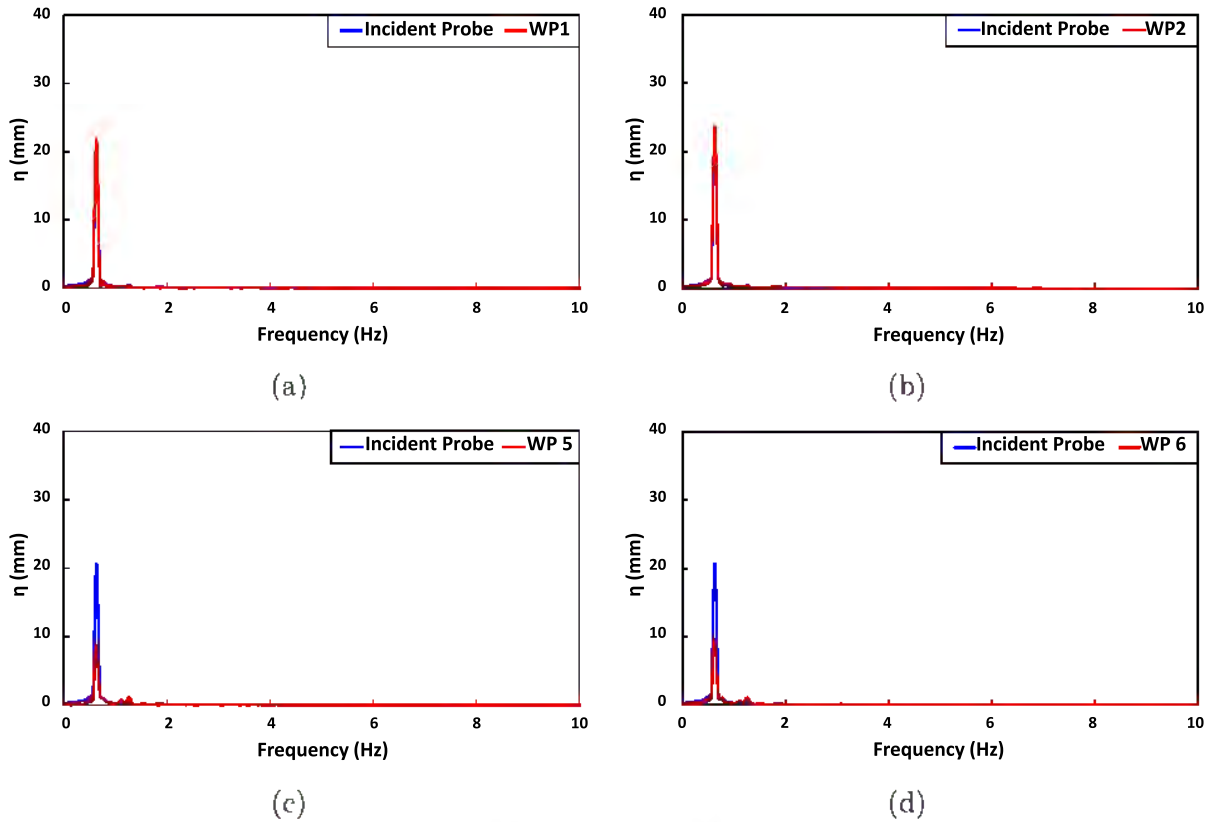 40
30
20
10
0
η (mm)
Incident Probe WP1
0 2 4 6 8 10
Frequency (Hz)
(a)
40
30
20
10
0
η (mm)
Incident Probe WP2
0 2 4 6 8 10
Frequency (Hz)
(b)
40
30
20
10
0
η (mm)
Incident Probe WP 5
0 2 4 6 8 10
Frequency (Hz)
(c)
40
30
20
10
0
η (mm)
Incident Probe WP 6
0 2 4 6 8 10
Frequency (Hz)
(d)